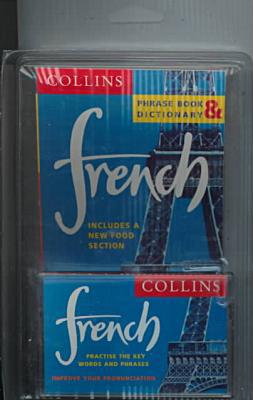 COLLINS
PHRASE BOOK &
DICTIONARY
french
INCLUDES A
NEW FOOD
SECTION
COLLINS
french
PRACTISE THE KEY
WORDS AND PHRASES
IMPROVE YOUR PRONUNCIATION